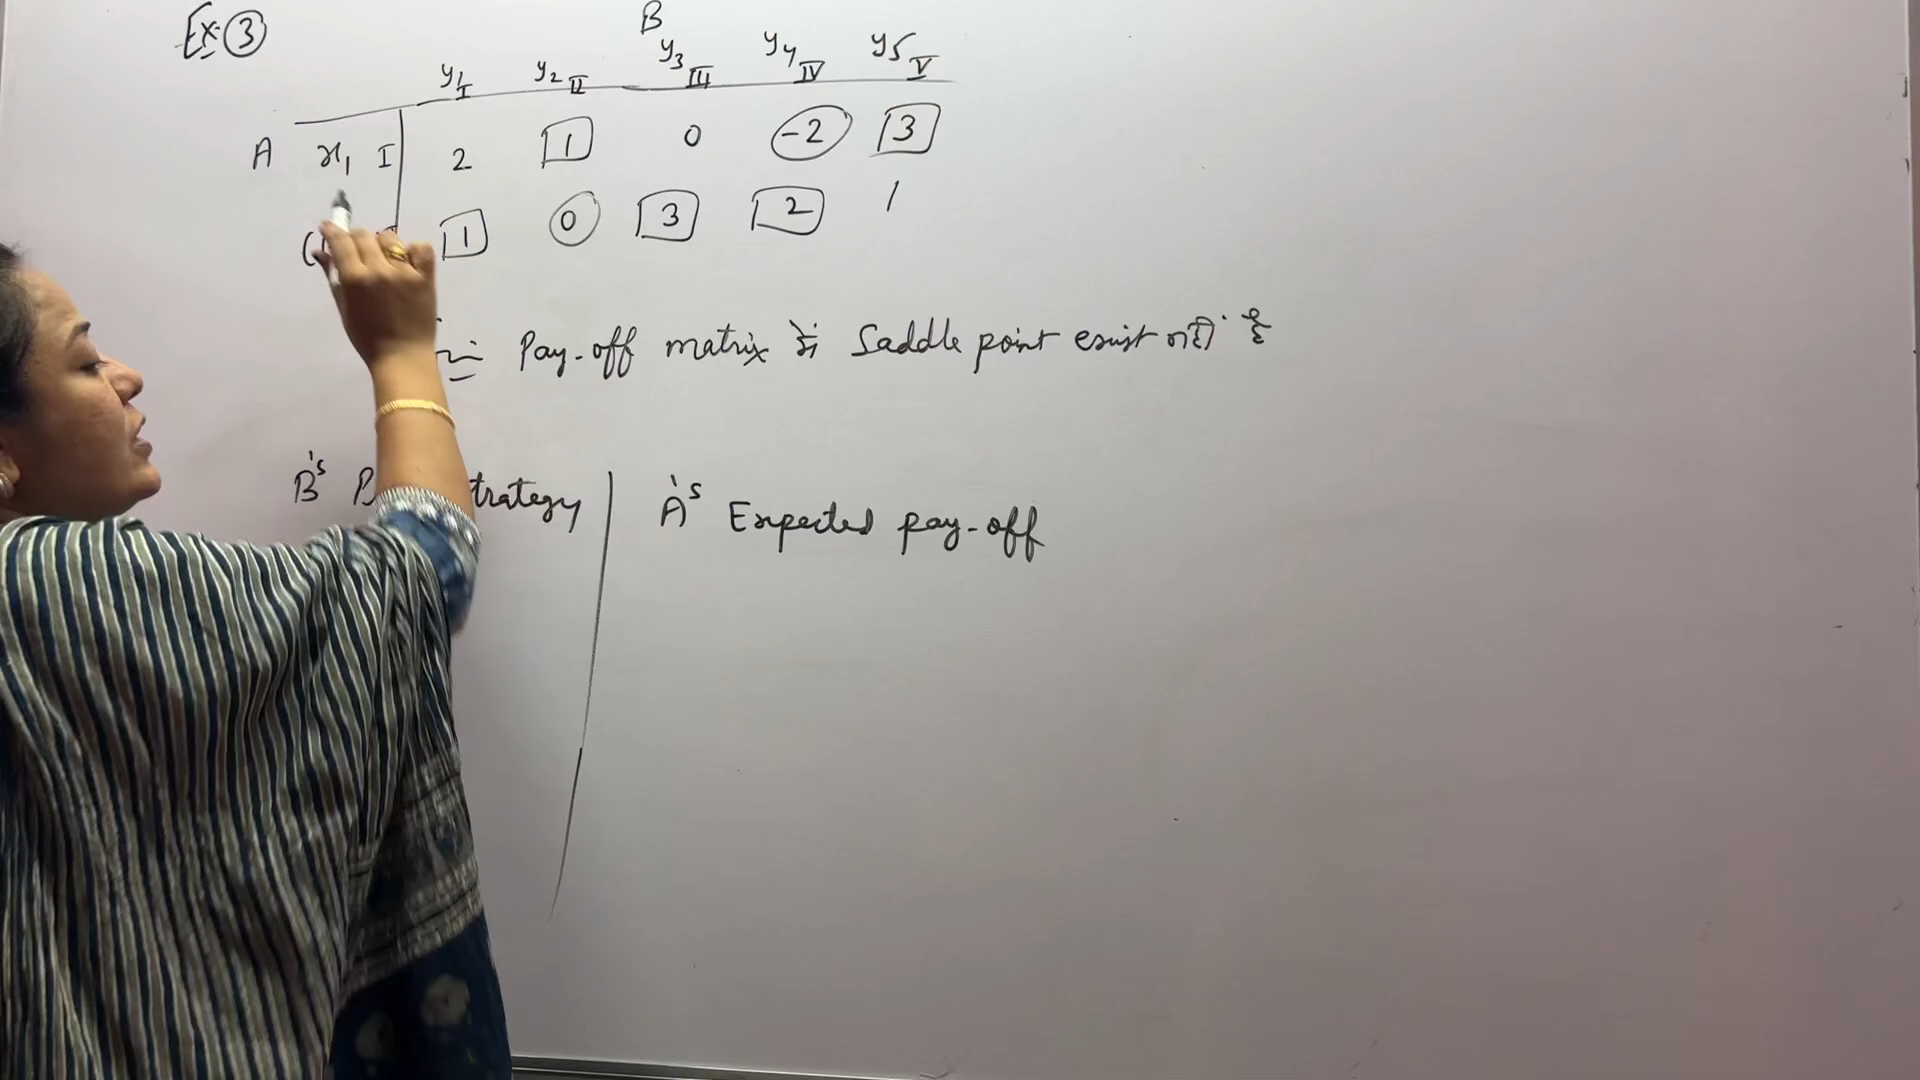 Ex. 3
B
y1 I y2 II y3 III y4 IV y5 V
A x1 I 2 1 0 -2 3
( 1 0 3 2 1
Pay-off matrix में Saddle point exist नही है
B's trategy A's Expected pay-off